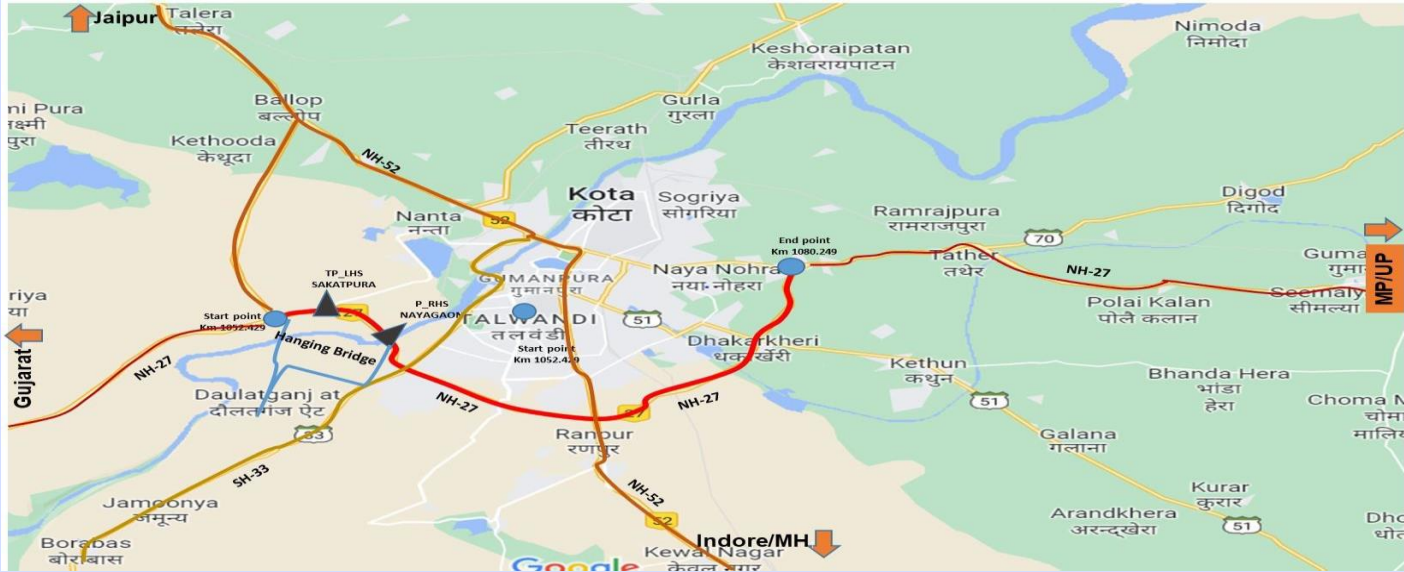 Jaipur
Talera
तालेरा
Nimoda
निमोदा
Keshoraipatan
केशवरायपाटन
Ballop
बल्लोप
Gurla
गुरला
Kethooda
केथूदा
Teerath
तीरथ
NH-52
Kota
कोटा
Sogriya
सोगरिया
Digod
दिगोद
Nanta
नन्ता
52
Ramrajpura
रामराजपुरा
End point
Km 1080.249
70
Tather
तथेर
NH-27
MP/UP
GUMANPURA
गुमानपुरा
Naya Nohra
नया नोहरा
Polai Kalan
पोलै कलान
Seemalya
सीमल्या
TP_LHS
SAKATPURA
P_RHS
NAYAGAON
27
Start point
Km 1052.429
Hanging Bridge
TALWANDI
तलवंडी
Start point
Km 1052.429
51
Dhakarkheri
Gujarat
NH-27
Daulatganj at
दौलतगंज ऐट
Kethun
कथुन
Bhanda Hera
भांडा
हेरा
51
NH-27
NH-27
27
33
SH-33
Ranpur
रणपुर
Galana
गलाना
Jamoonya
जमून्य
NH-52
52
Kurar
कुरार
Arandkhera
अरन्दखेरा
51
Borabas
बोराबास
Indore/MH
Kewal Nagar
केवल नगर
Google